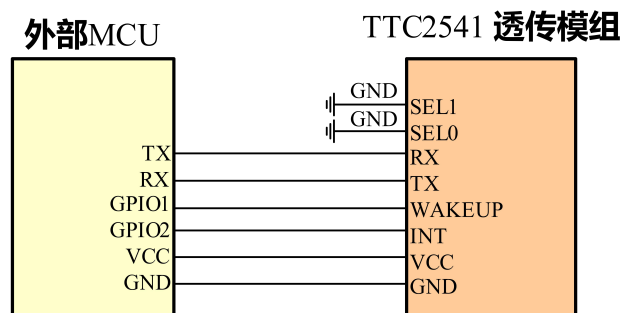 外部MCU
TTC2541 透传模组
GND
SEL1
GND
SEL0
TX
RX
RX
TX
GPIO1
WAKEUP
GPIO2
INT
VCC
VCC
GND
GND